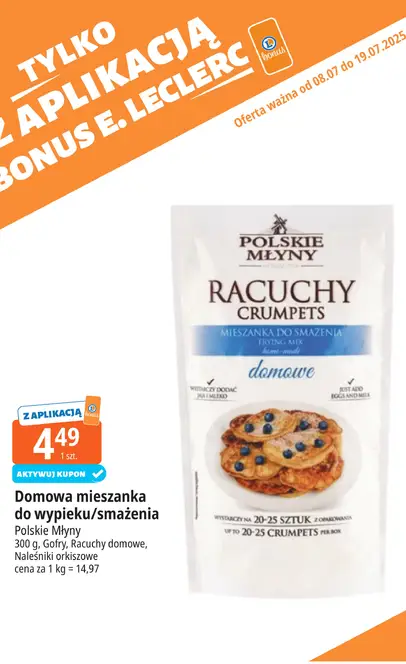 TYLKO
Z APLIKACJĄ
BONUS E. LECLERC
BONUS
Oferta ważna od 08.07 do 19.07.2025
POLSKIE
MŁYNY
RACUCHY
CRUMPETS
MIESZANKA DO SMAŻENIA
FRYING MIX
domowe
WYSTARCZY DODAĆ
JAJA I MLEKO
JUST ADD
EGGS AND MILK
WYSTARCZY NA 20-25 SZTUK Z OPAKOWANIA
UP TO 20-25 CRUMPETS PER BOX
Z APLIKACJĄ
4,49
1 szt.
AKTYWUJ KUPON
Domowa mieszanka
do wypieku/smażenia
Polskie Młyny
300 g, Gofry, Racuchy domowe,
Naleśniki orkiszowe
cena za 1 kg = 14,97